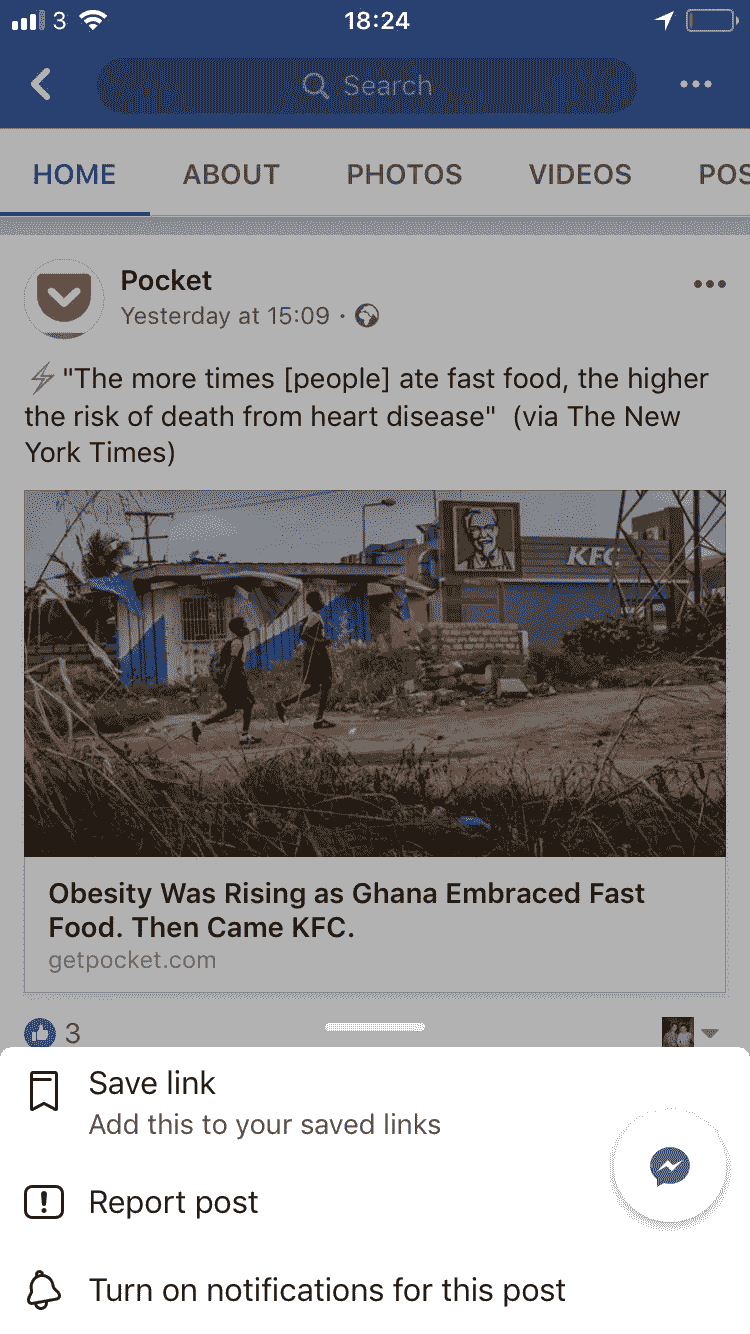 3 18:24
Search
HOME ABOUT PHOTOS VIDEOS POS
Pocket
Yesterday at 15:09 ·
"The more times [people] ate fast food, the higher
the risk of death from heart disease" (via The New
York Times)
KFC
Obesity Was Rising as Ghana Embraced Fast
Food. Then Came KFC.
getpocket.com
3
Save link
Add this to your saved links
Report post
Turn on notifications for this post